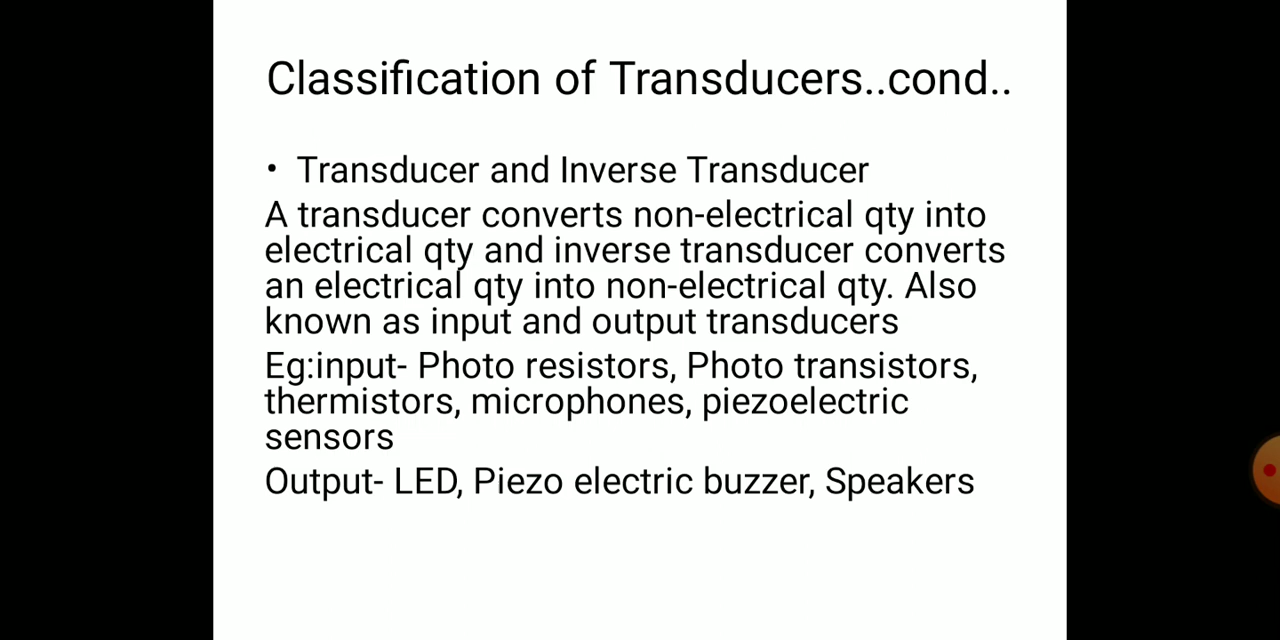 Classification of Transducers..cond..
• Transducer and Inverse Transducer
A transducer converts non-electrical qty into
electrical qty and inverse transducer converts
an electrical qty into non-electrical qty. Also
known as input and output transducers
Eg:input- Photo resistors, Photo transistors,
thermistors, microphones, piezoelectric
sensors
Output- LED, Piezo electric buzzer, Speakers